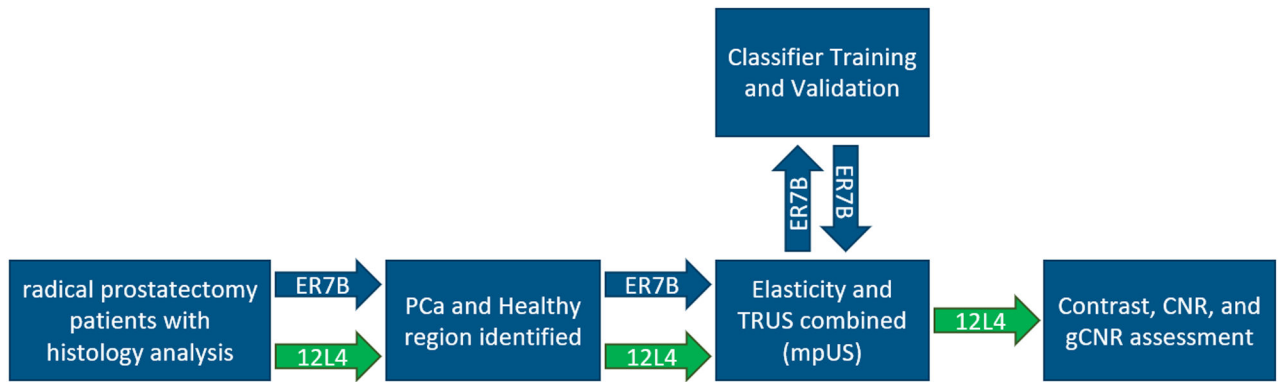 Classifier Training
and Validation
ER7B
ER7B
radical prostatectomy
patients with
histology analysis
ER7B
12L4
PCa and Healthy
region identified
ER7B
12L4
Elasticity and
TRUS combined
(mpUS)
12L4
Contrast, CNR, and
gCNR assessment